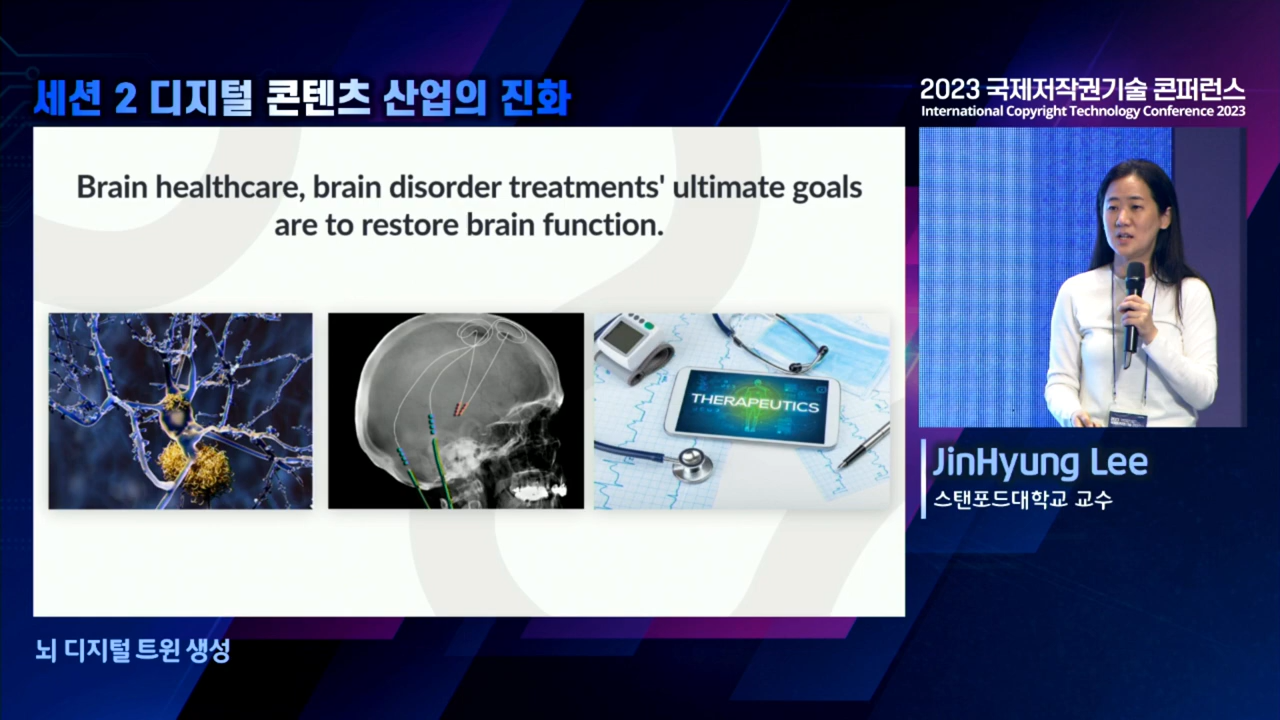 세션 2 디지털 콘텐츠 산업의 진화
2023 국제저작권기술 콘퍼런스
International Copyright Technology Conference 2023
Brain healthcare, brain disorder treatments' ultimate goals
are to restore brain function.
THERAPEUTICS
JinHyung Lee
스탠포드대학교 교수
뇌 디지털 트윈 생성